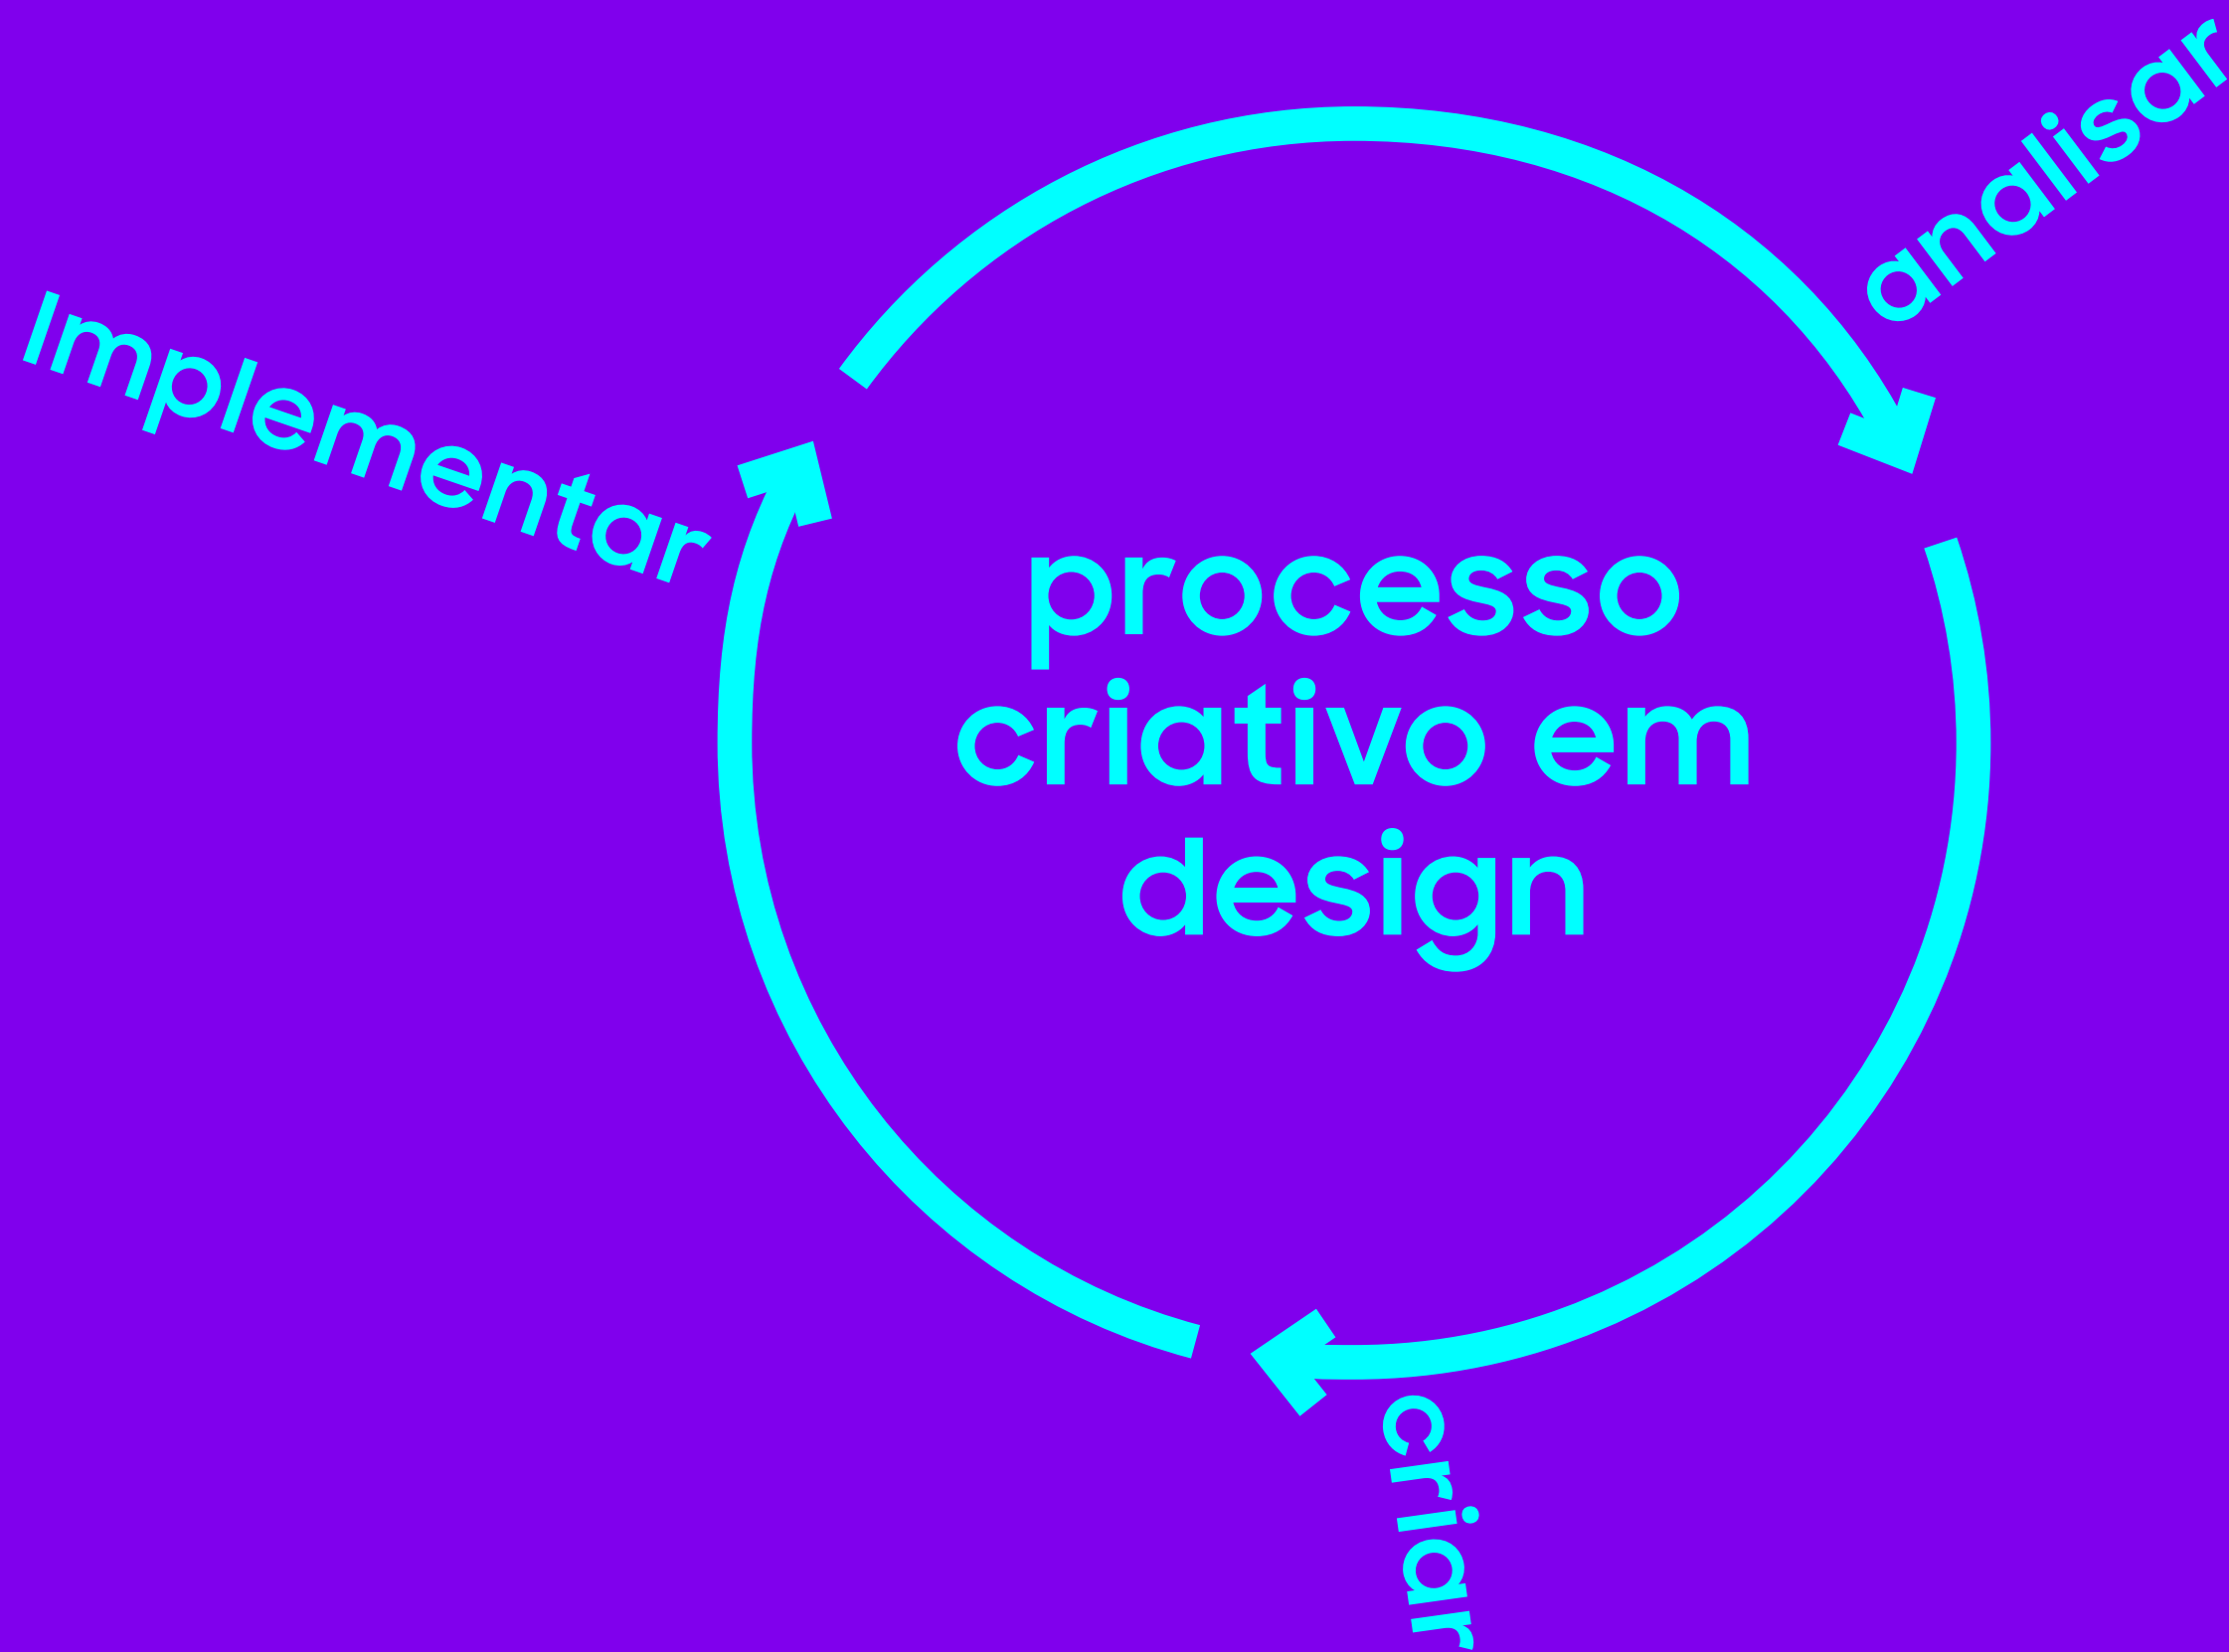 analisar
Implementar
processo
criativo em
design
criar